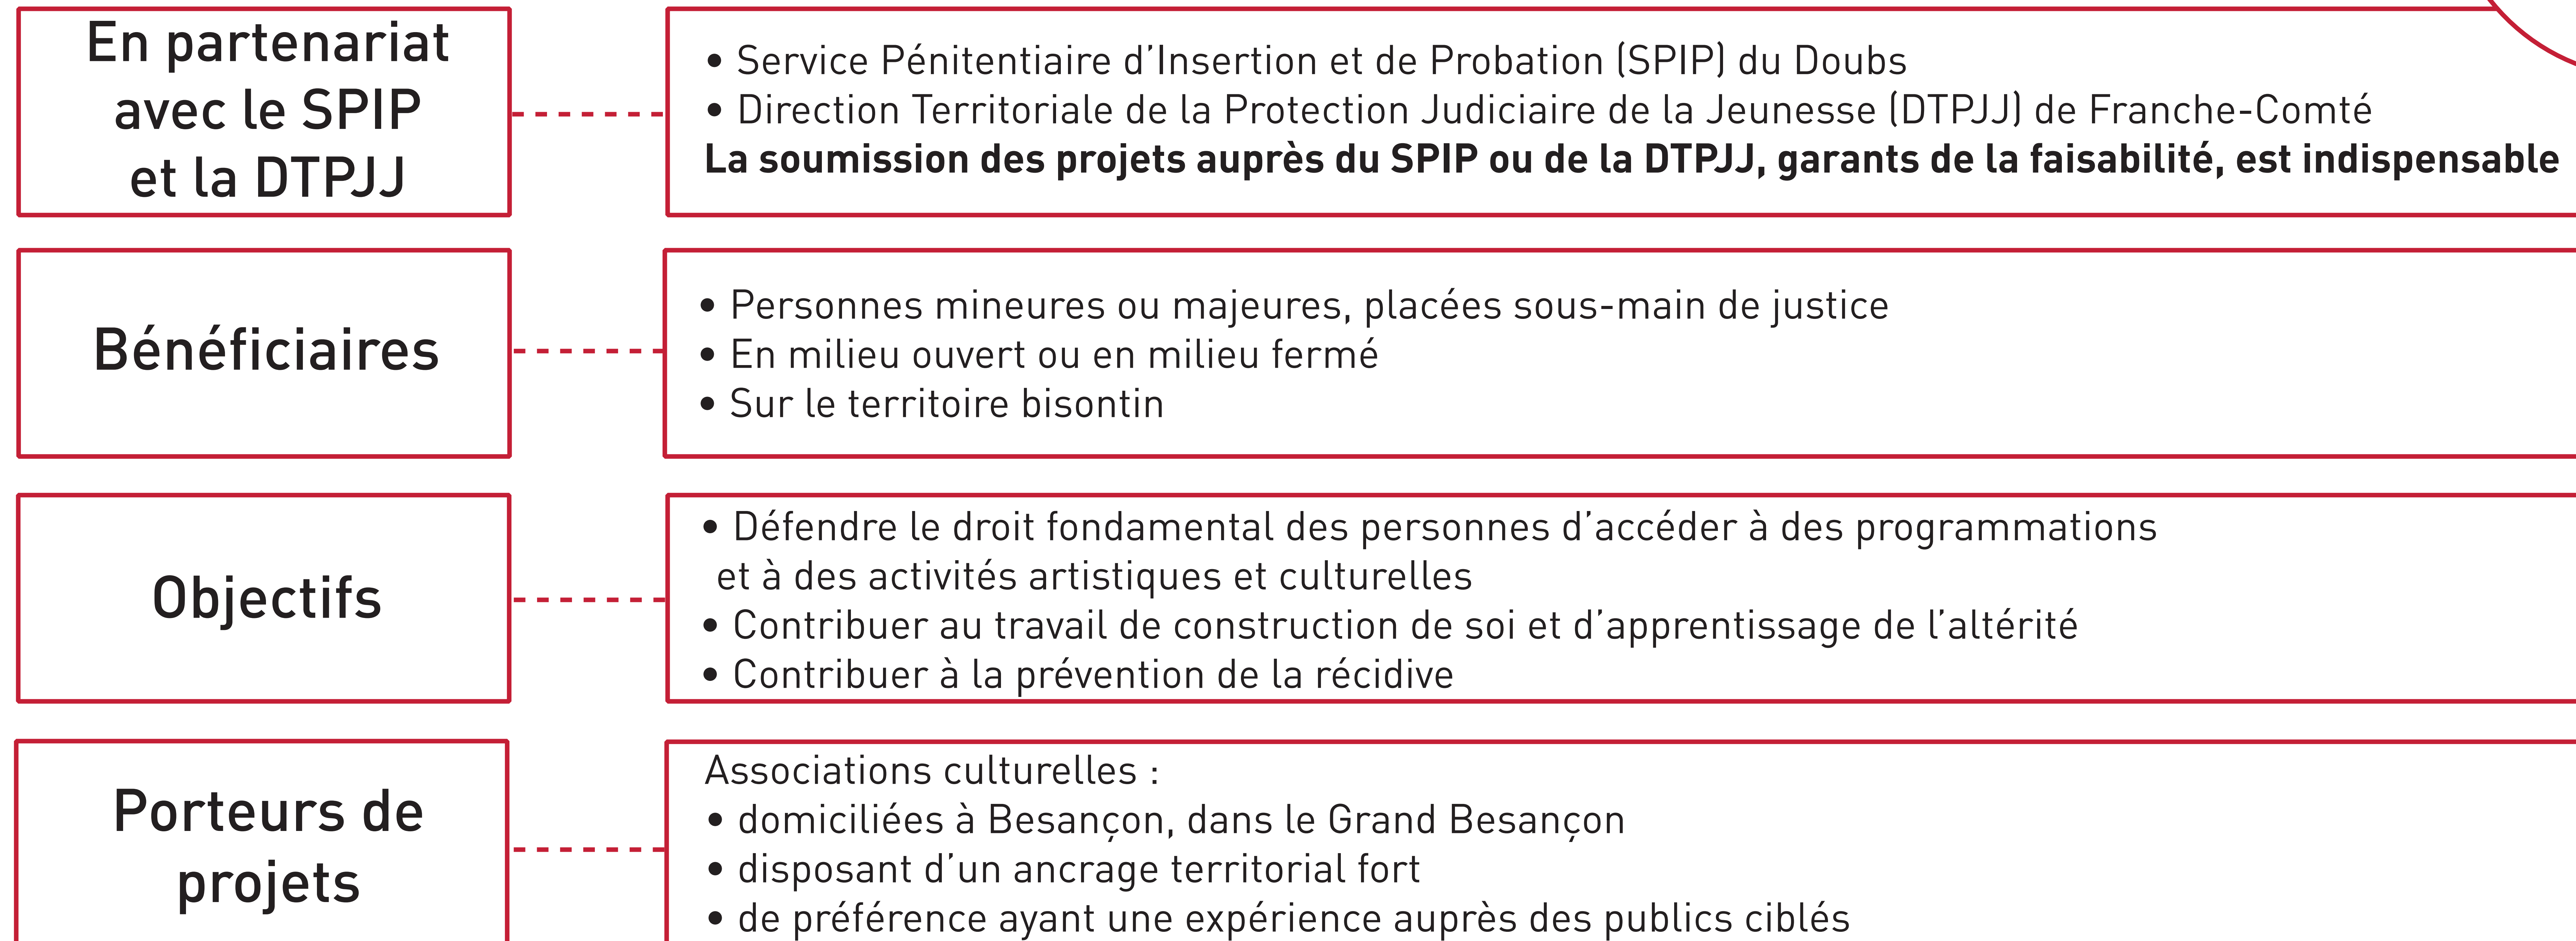 En partenariat
avec le SPIP
et la DTPJJ
• Service Pénitentiaire d’Insertion et de Probation (SPIP) du Doubs
• Direction Territoriale de la Protection Judiciaire de la Jeunesse (DTPJJ) de Franche-Comté
La soumission des projets auprès du SPIP ou de la DTPJJ, garants de la faisabilité, est indispensable
Bénéficiaires
• Personnes mineures ou majeures, placées sous-main de justice
• En milieu ouvert ou en milieu fermé
• Sur le territoire bisontin
Objectifs
• Défendre le droit fondamental des personnes d’accéder à des programmations
et à des activités artistiques et culturelles
• Contribuer au travail de construction de soi et d’apprentissage de l’altérité
• Contribuer à la prévention de la récidive
Porteurs de
projets
Associations culturelles :
• domiciliées à Besançon, dans le Grand Besançon
• disposant d’un ancrage territorial fort
• de préférence ayant une expérience auprès des publics ciblés